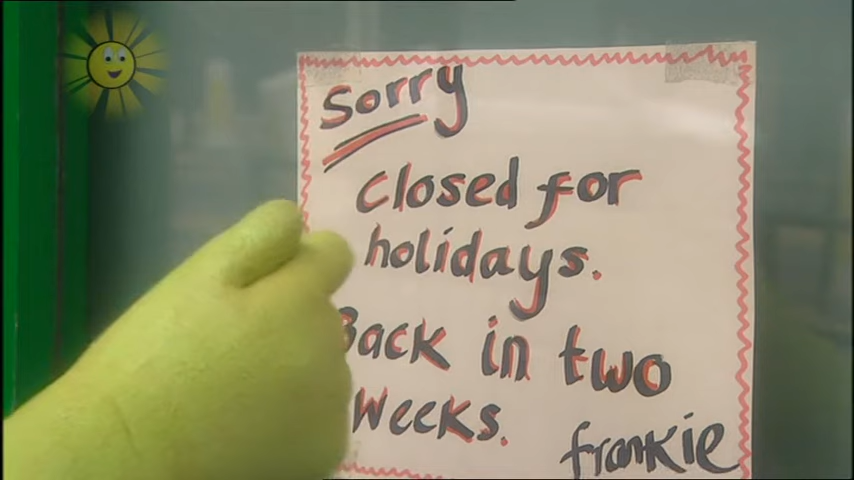 Sorry
Closed for
holidays.
Back in two
Weeks.
frankie